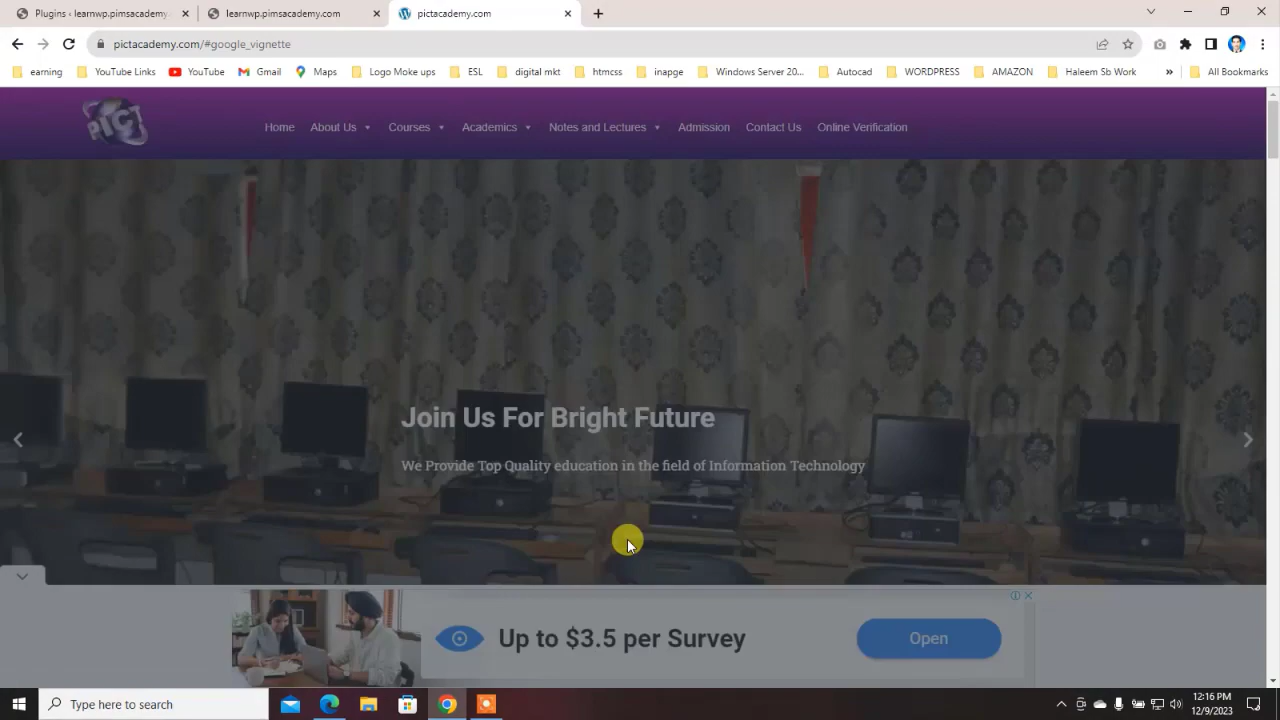 Plugins ‹ learnwp.pimsacademy
learnwp.pimsacademy.com
pictacademy.com
pictacademy.com/#google_vignette
earning
YouTube Links
YouTube
Gmail
Maps
Logo Moke ups
ESL
digital mkt
htmcss
inapge
Windows Server 20...
Autocad
WORDPRESS
AMAZON
Haleem Sb Work
»
All Bookmarks
PICT
Home
About Us
Courses
Academics
Notes and Lectures
Admission
Contact Us
Online Verification
Join Us For Bright Future
We Provide Top Quality education in the field of Information Technology
Up to $3.5 per Survey
Open
Type here to search
12:16 PM
12/9/2023